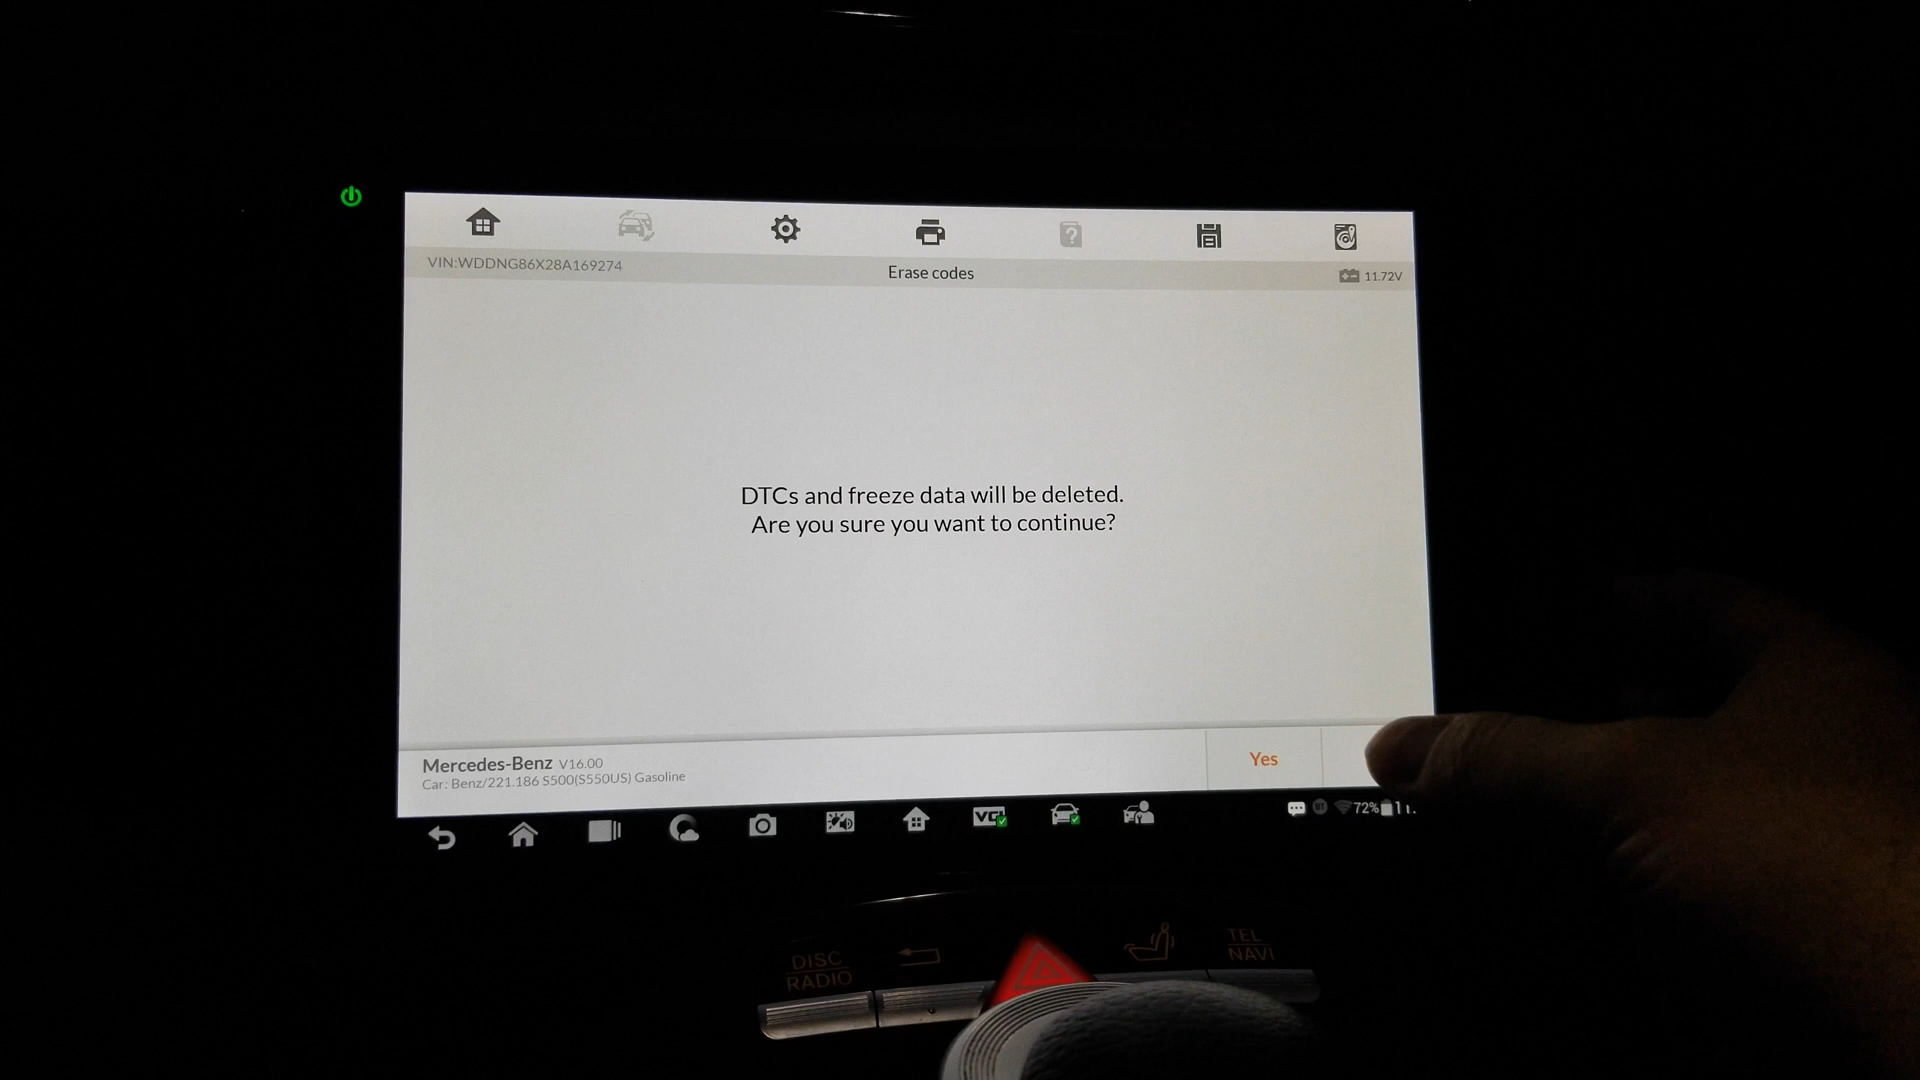 VIN:WDDNG86X28A169274
Erase codes
11.72V
DTCs and freeze data will be deleted.
Are you sure you want to continue?
Yes
Mercedes-Benz V16.00
Car: Benz/221.186 S500(S550US) Gasoline
VCI
72%
DISC
RADIO
TEL
NAVI